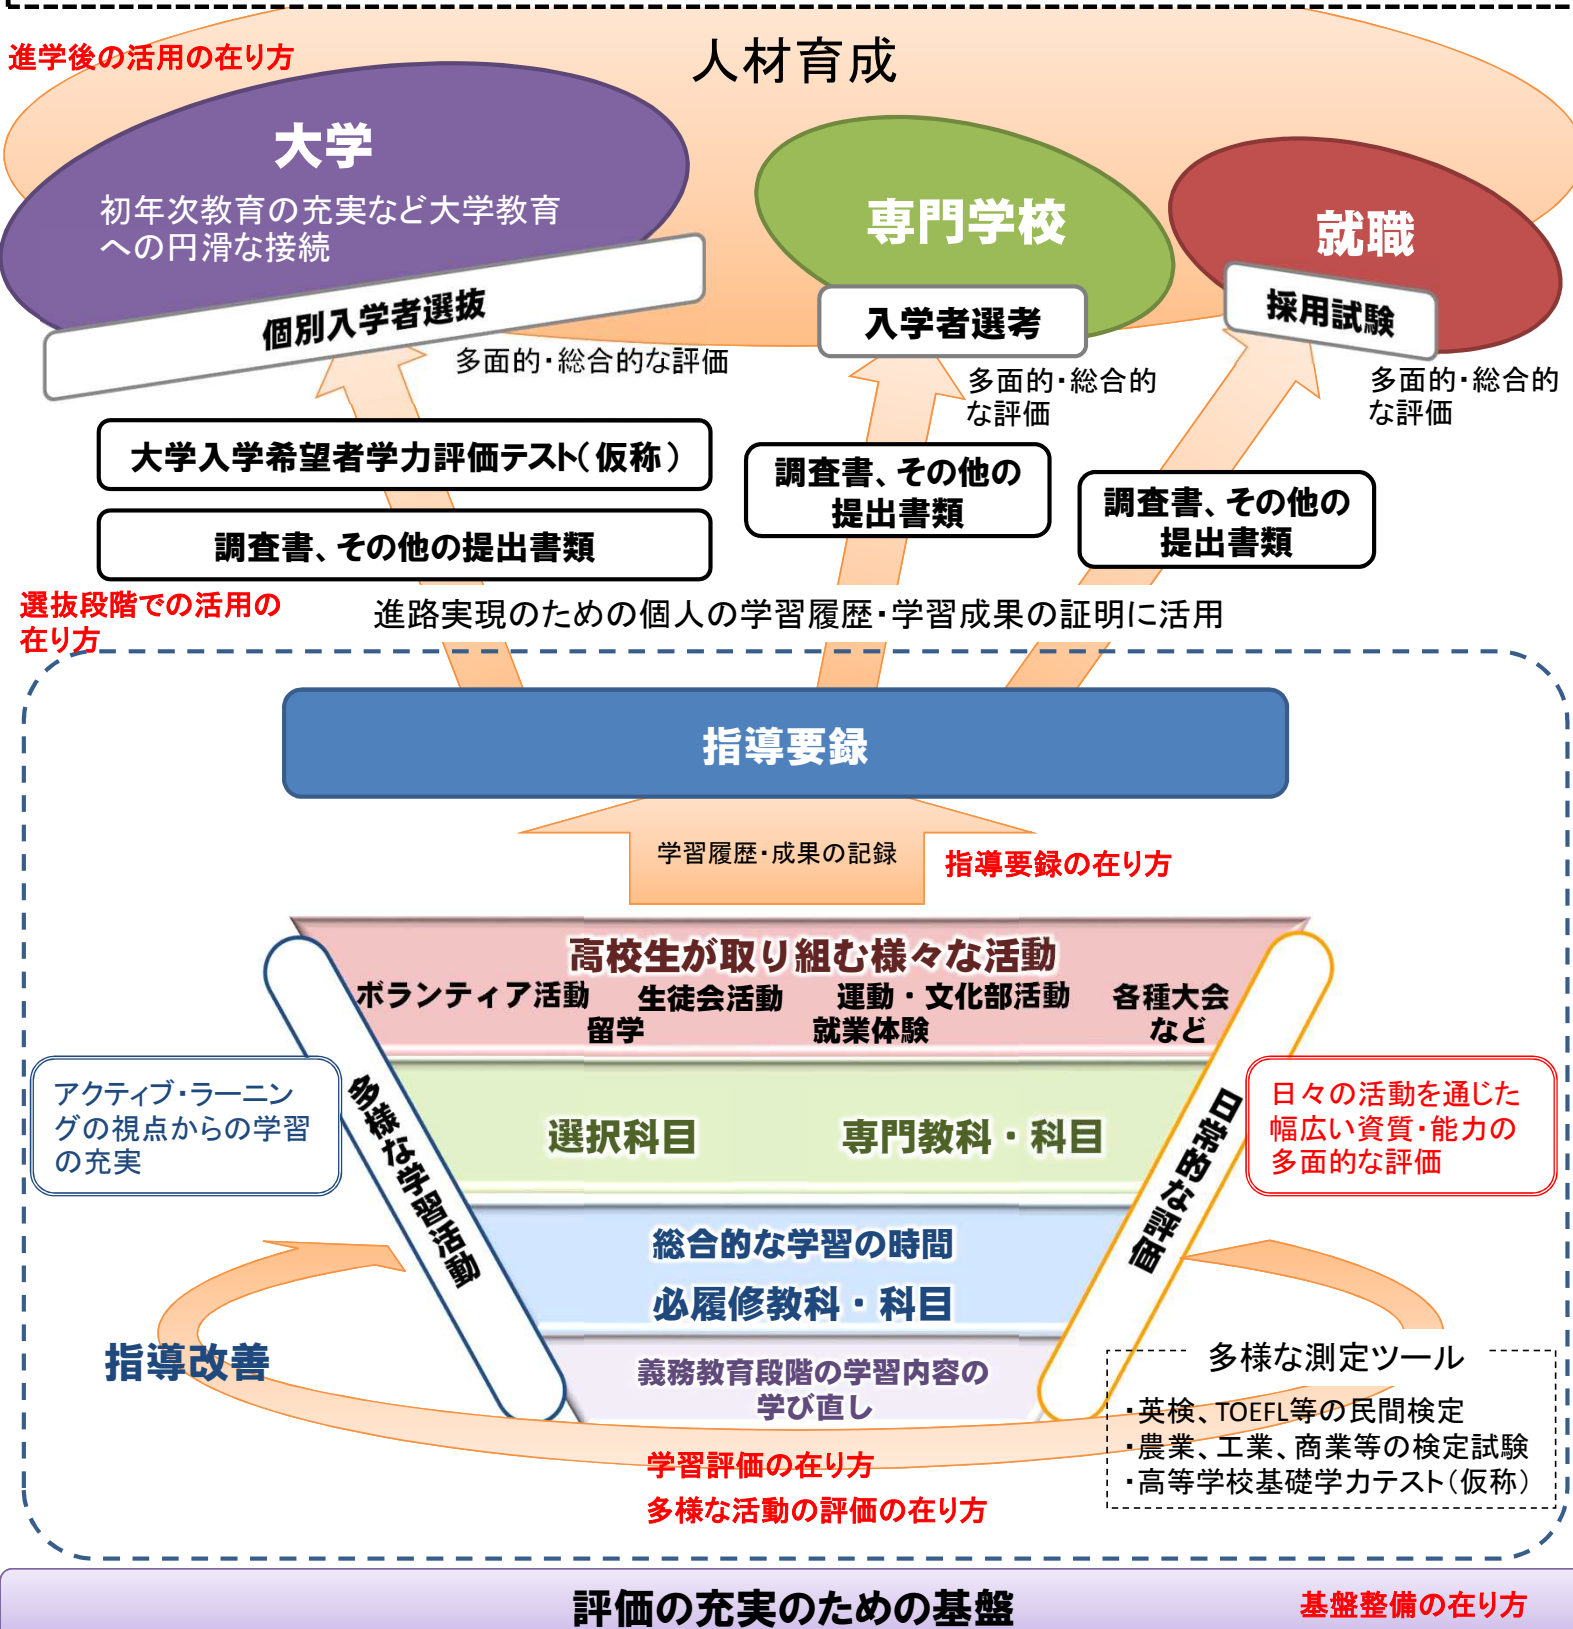 進学後の活用の在り方
人材育成
大学
初年次教育の充実など大学教育
への円滑な接続
専門学校
就職
個別入学者選抜
入学者選考
採用試験
多面的・総合的な評価
多面的・総合的
な評価
多面的・総合的
な評価
大学入学希望者学力評価テスト(仮称)
調査書、その他の提出書類
調査書、その他の
提出書類
調査書、その他の
提出書類
選抜段階での活用の
在り方
進路実現のための個人の学習履歴・学習成果の証明に活用
指導要録
学習履歴・成果の記録
指導要録の在り方
高校生が取り組む様々な活動
ボランティア活動 生徒会活動 運動・文化部活動 各種大会
留学 就業体験 など
多様な学習活動
日常的な評価
アクティブ・ラーニン
グの視点からの学習
の充実
選択科目 専門教科・科目
日々の活動を通じた
幅広い資質・能力の
多面的な評価
総合的な学習の時間
必履修教科・科目
指導改善
義務教育段階の学習内容の
学び直し
多様な測定ツール
・英検、TOEFL等の民間検定
・農業、工業、商業等の検定試験
・高等学校基礎学力テスト(仮称)
学習評価の在り方
多様な活動の評価の在り方
評価の充実のための基盤
基盤整備の在り方